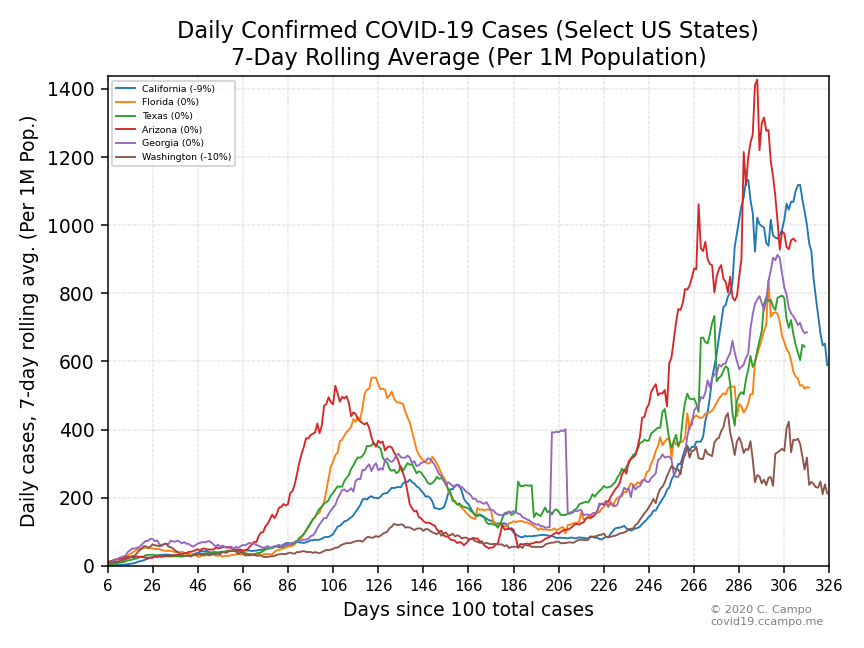 Daily Confirmed COVID-19 Cases (Select US States)
7-Day Rolling Average (Per 1M Population)
California (-9%)
Florida (0%)
Texas (0%)
Arizona (0%)
Georgia (0%)
Washington (-10%)
Daily cases, 7-day rolling avg. (Per 1M Pop.)
1400
1200
1000
800
600
400
200
0
6 26 46 66 86 106 126 146 166 186 206 226 246 266 286 306 326
Days since 100 total cases
© 2020 C. Campo
covid19.ccampo.me